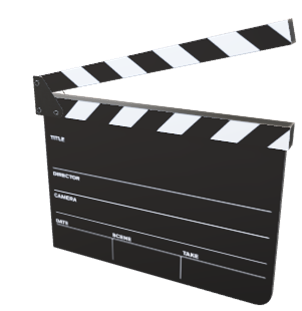 TITLE
DIRECTOR
CAMERA
DATE SCENE TAKE